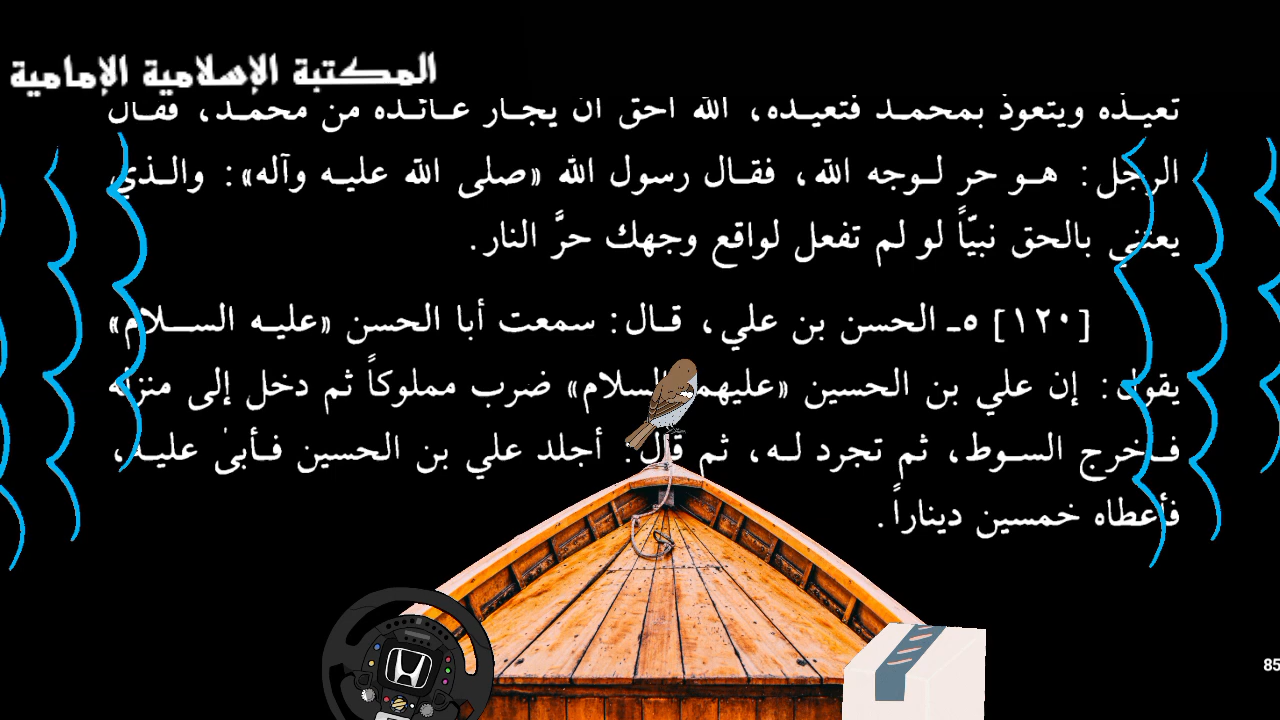 المكتبة الإسلامية الإمامية
تعيذه ويتعوذ بمحمد فتعيذه، الله احق ان يجار عائذه من محمد، فقال
الرجل: هو حر لوجه الله، فقال رسول الله «صلى الله عليه وآله»: والذي
يعثني بالحق نبيّاً لو لم تفعل لواقع وجهك حرَّ النار.
[١٢٠] ٥ـ الحسن بن علي، قال: سمعت أبا الحسن «عليه السلام»
يقول: إن علي بن الحسين «عليهما السلام» ضرب مملوكاً ثم دخل إلى منزله
فأخرج السوط، ثم تجرد له، ثم قال: أجلد علي بن الحسين فأبىٰ عليه،
فأعطاه خمسين ديناراً.
85